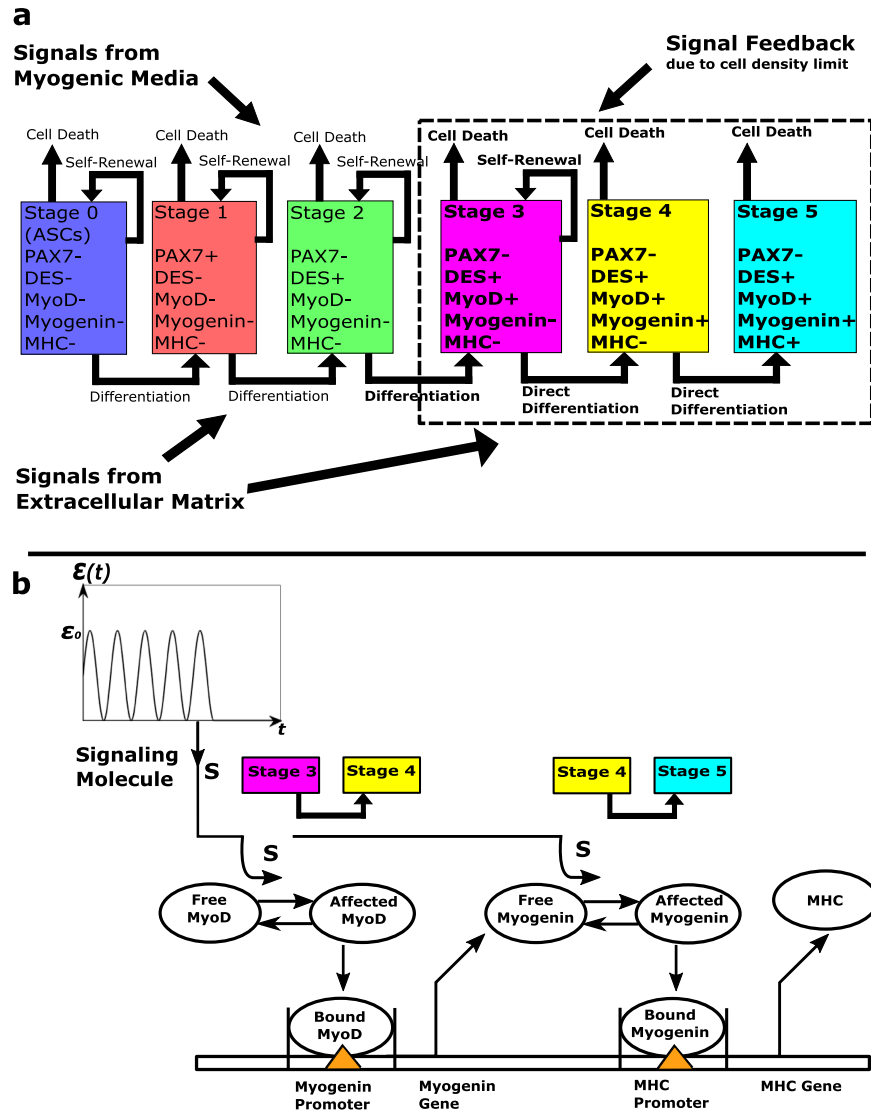 a
Signals from
Myogenic Media
Signal Feedback
due to cell density limit
Cell Death
Self-Renewal
Cell Death
Self-Renewal
Cell Death
Self-Renewal
Cell Death
Self-Renewal
Cell Death
Cell Death
Stage 0
(ASCs)
PAX7-
DES-
MyoD-
Myogenin-
MHC-
Stage 1
PAX7+
DES-
MyoD-
Myogenin-
MHC-
Stage 2
PAX7-
DES+
MyoD-
Myogenin-
MHC-
Stage 3
PAX7-
DES+
MyoD+
Myogenin-
MHC-
Stage 4
PAX7-
DES+
MyoD+
Myogenin+
MHC-
Stage 5
PAX7-
DES+
MyoD+
Myogenin+
MHC+
Differentiation
Differentiation
Differentiation
Direct
Differentiation
Direct
Differentiation
Signals from
Extracellular Matrix
b
ε(t)
ε₀
t
Signaling
Molecule
S
Stage 3
Stage 4
Stage 4
Stage 5
S
S
Free
MyoD
Affected
MyoD
Free
Myogenin
Affected
Myogenin
MHC
Bound
MyoD
Bound
Myogenin
Myogenin
Promoter
Myogenin
Gene
MHC
Promoter
MHC Gene